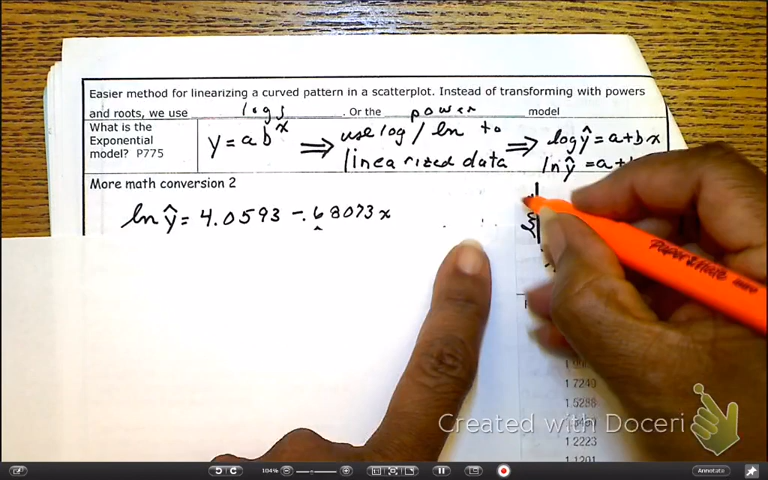 Easier method for linearizing a curved pattern in a scatterplot. Instead of transforming with powers
and roots, we use logs . Or the power model
What is the
Exponential
model? P775
y = ab^x ⟹ use log / ln to ⟹ log ŷ = a + bx
linearized data ln ŷ = a +
More math conversion 2
ln ŷ = 4.0593 - .68073x
1.7240
1.5288
1.2223
1.1201
Created with Doceri
104%
Annotate